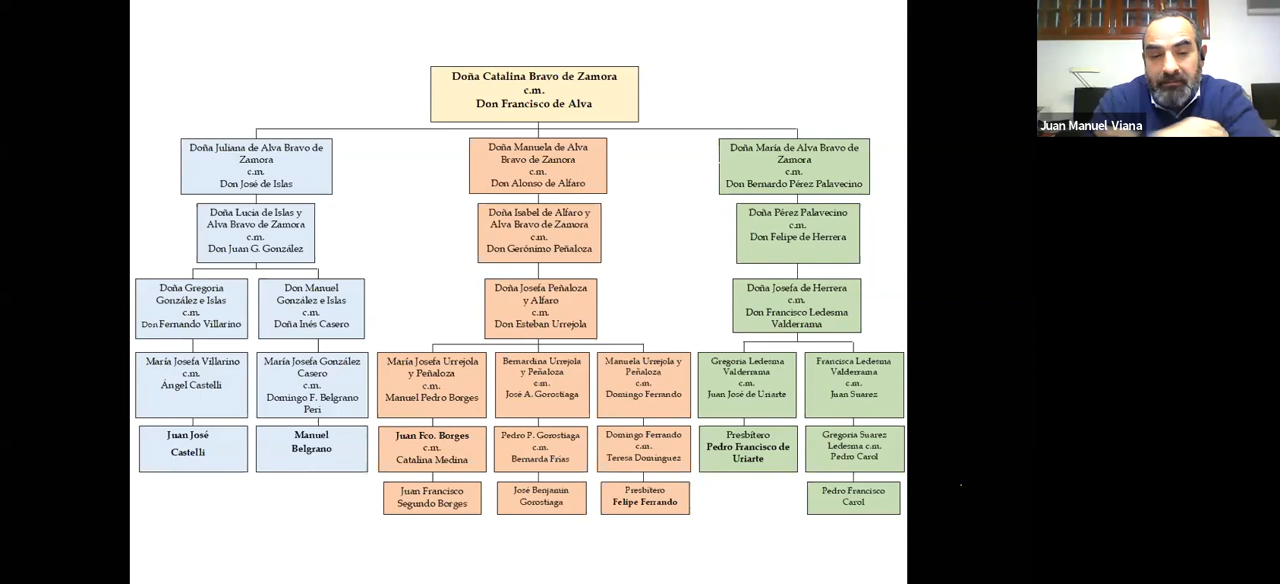 Doña Catalina Bravo de Zamora
c.m.
Don Francisco de Alva
Doña Juliana de Alva Bravo de
Zamora
c.m.
Don José de Islas
Doña Manuela de Alva
Bravo de Zamora
c.m.
Don Alonso de Alfaro
Doña María de Alva Bravo de
Zamora
c.m.
Don Bernardo Pérez Palavecino
Doña Lucia de Islas y
Alva Bravo de Zamora
c.m.
Don Juan G. González
Doña Isabel de Alfaro y
Alva Bravo de Zamora
c.m.
Don Gerónimo Peñaloza
Doña Pérez Palavecino
c.m.
Don Felipe de Herrera
Doña Gregoria
González e Islas
c.m.
Don Fernando Villarino
Don Manuel
González e Islas
c.m.
Doña Inés Casero
Doña Josefa Peñaloza
y Alfaro
c.m.
Don Esteban Urrejola
Doña Josefa de Herrera
c.m.
Don Francisco Ledesma
Valderrama
María Josefa Villarino
c.m.
Ángel Castelli
María Josefa González
Casero
c.m.
Domingo F. Belgrano
Peri
María Josefa Urrejola
y Peñaloza
c.m.
Manuel Pedro Borges
Bernardina Urrejola
y Peñaloza
c.m.
José A. Gorostiaga
Manuela Urrejola y
Peñaloza
c.m.
Domingo Ferrando
Gregoria Ledesma
Valderrama
c.m.
Juan José de Uriarte
Francisca Ledesma
Valderrama
c.m.
Juan Suarez
Juan José
Castelli
Manuel
Belgrano
Juan Fco. Borges
c.m.
Catalina Medina
Pedro P. Gorostiaga
c.m.
Bernarda Frias
Domingo Ferrando
c.m.
Teresa Dominguez
Presbítero
Pedro Francisco de
Uriarte
Gregoria Suarez
Ledesma c.m.
Pedro Carol
Juan Francisco
Segundo Borges
José Benjamin
Gorostiaga
Presbítero
Felipe Ferrando
Pedro Francisco
Carol
Juan Manuel Viana